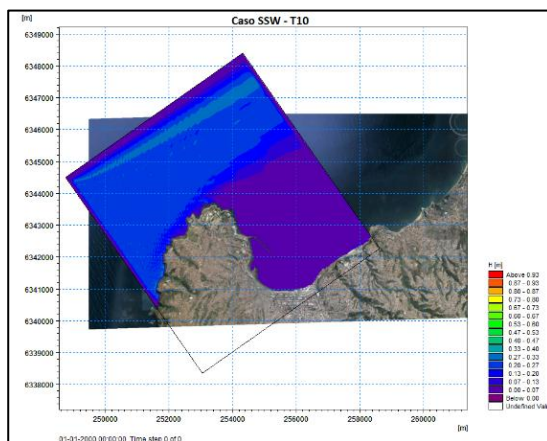 Caso SSW - T10
[m]
6349000
6348000
6347000
6346000
6345000
6344000
6343000
6342000
6341000
6340000
6339000
6338000
250000
252000
254000
256000
258000
260000
[m]
H [m]
Above 0.93
0.87 - 0.93
0.80 - 0.87
0.73 - 0.80
0.67 - 0.73
0.60 - 0.67
0.53 - 0.60
0.47 - 0.53
0.40 - 0.47
0.33 - 0.40
0.27 - 0.33
0.20 - 0.27
0.13 - 0.20
0.07 - 0.13
0.00 - 0.07
Below 0.00
Undefined Valu
01-01-2000 00:00:00 Time step 0 of 0